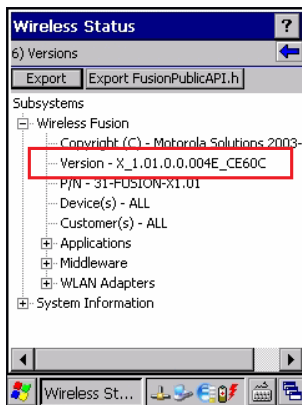 Wireless Status ?
6) Versions
Export Export FusionPublicAPI.h
Subsystems
Wireless Fusion
Copyright (C) - Motorola Solutions 2003-
Version - X_1.01.0.0.004E_CE60C
P/N - 31-FUSION-X1.01
Device(s) - ALL
Customer(s) - ALL
Applications
Middleware
WLAN Adapters
System Information
Wireless St...